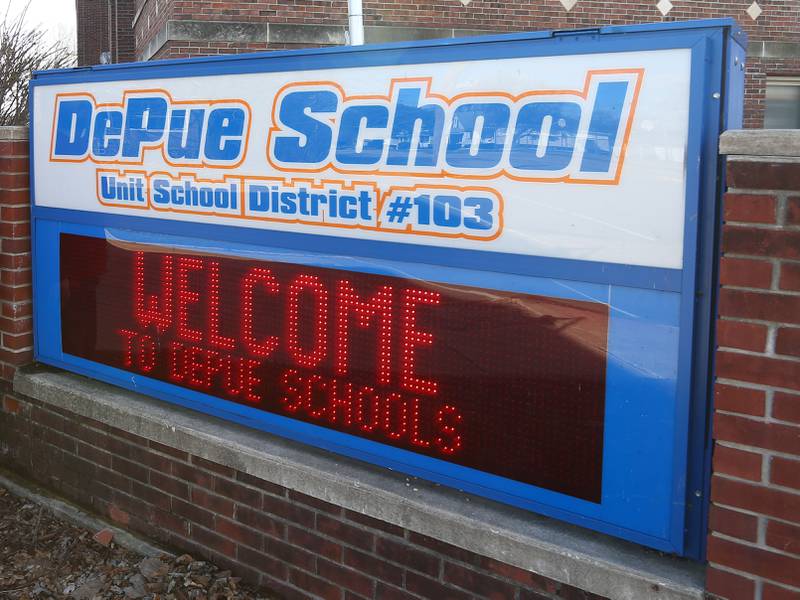 DePue School
Unit School District #103
WELCOME
TO DEPUE SCHOOLS